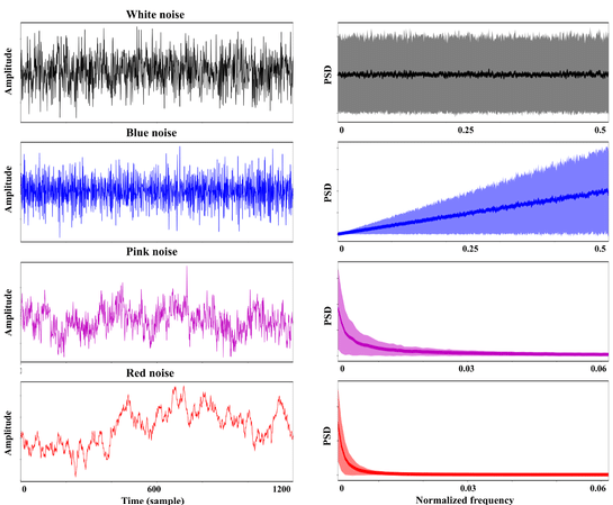 White noise
Amplitude
PSD
0 0.25 0.5
Blue noise
Amplitude
PSD
0 0.25 0.5
Pink noise
Amplitude
PSD
0 0.03 0.06
Red noise
Amplitude
PSD
0 600 1200
0 0.03 0.06
Time (sample)
Normalized frequency